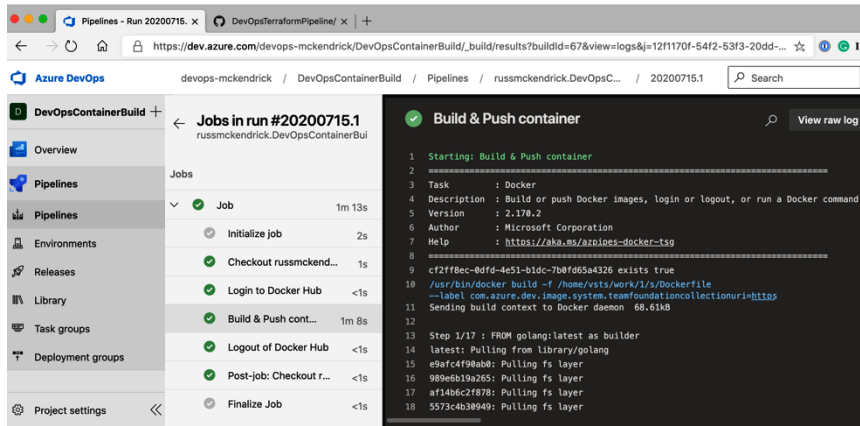 Pipelines - Run 20200715. ×
DevOpsTerraformPipeline/ ×
https://dev.azure.com/devops-mckendrick/DevOpsContainerBuild/_build/results?buildId=67&view=logs&j=12f1170f-54f2-53f3-20dd-...
Azure DevOps
devops-mckendrick / DevOpsContainerBuild / Pipelines / russmckendrick.DevOpsC... / 20200715.1
Search
D DevOpsContainerBuild +
Overview
Pipelines
Pipelines
Environments
Releases
Library
Task groups
Deployment groups
Project settings
Jobs in run #20200715.1
russmckendrick.DevOpsContainerBui
Jobs
Job 1m 13s
Initialize job 2s
Checkout russmckend... 1s
Login to Docker Hub <1s
Build & Push cont... 1m 8s
Logout of Docker Hub <1s
Post-job: Checkout r... <1s
Finalize Job <1s
Build & Push container
View raw log
1 Starting: Build & Push container
2 ==============================================================================
3 Task : Docker
4 Description : Build or push Docker images, login or logout, or run a Docker command
5 Version : 2.170.2
6 Author : Microsoft Corporation
7 Help : https://aka.ms/azpipes-docker-tsg
8 ==============================================================================
9 cf2ff8ec-0dfd-4e51-b1dc-7b0fd65a4326 exists true
10 /usr/bin/docker build -f /home/vsts/work/1/s/Dockerfile
--label com.azure.dev.image.system.teamfoundationcollectionuri=https
11 Sending build context to Docker daemon 68.61kB
12
13 Step 1/17 : FROM golang:latest as builder
14 latest: Pulling from library/golang
15 e9afc4f90ab0: Pulling fs layer
16 989e6b19a265: Pulling fs layer
17 af14b6c2f878: Pulling fs layer
18 5573c4b30949: Pulling fs layer